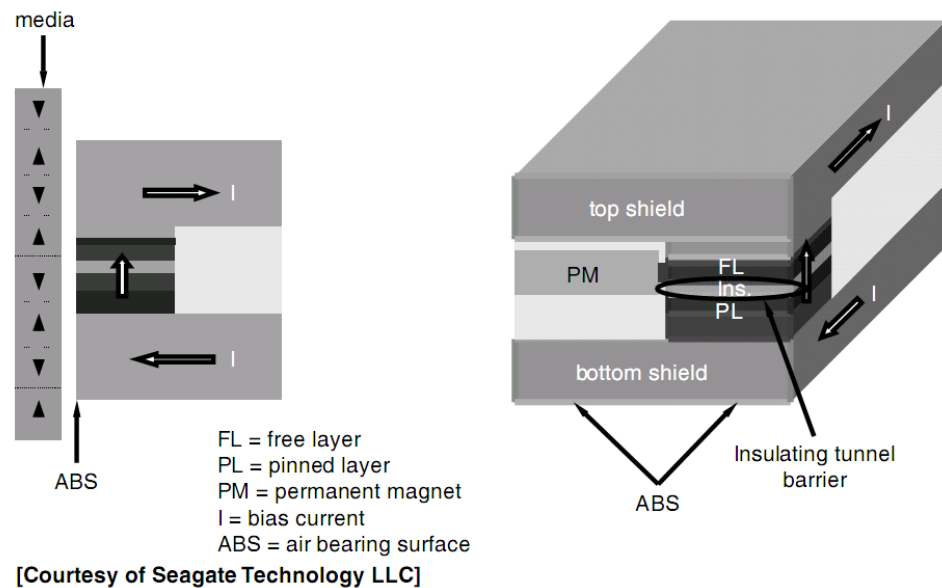 media
I
I
ABS
FL = free layer
PL = pinned layer
PM = permanent magnet
I = bias current
ABS = air bearing surface
[Courtesy of Seagate Technology LLC]
I
top shield
PM
FL
Ins.
PL
I
bottom shield
Insulating tunnel
barrier
ABS